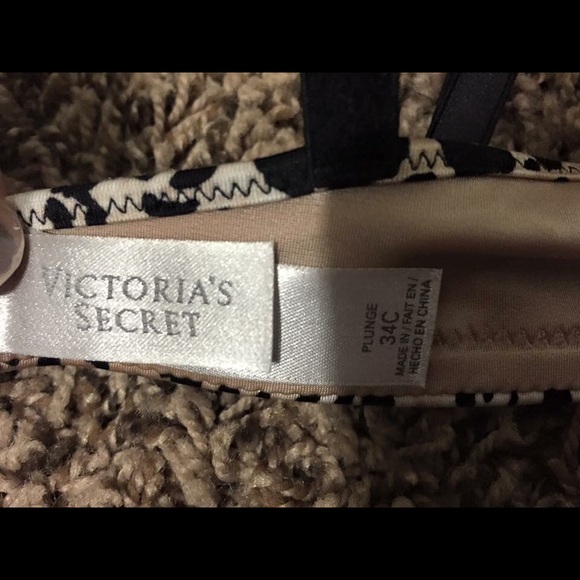 VICTORIA'S
SECRET
PLUNGE
34C
MADE IN / FAIT EN /
HECHO EN CHINA